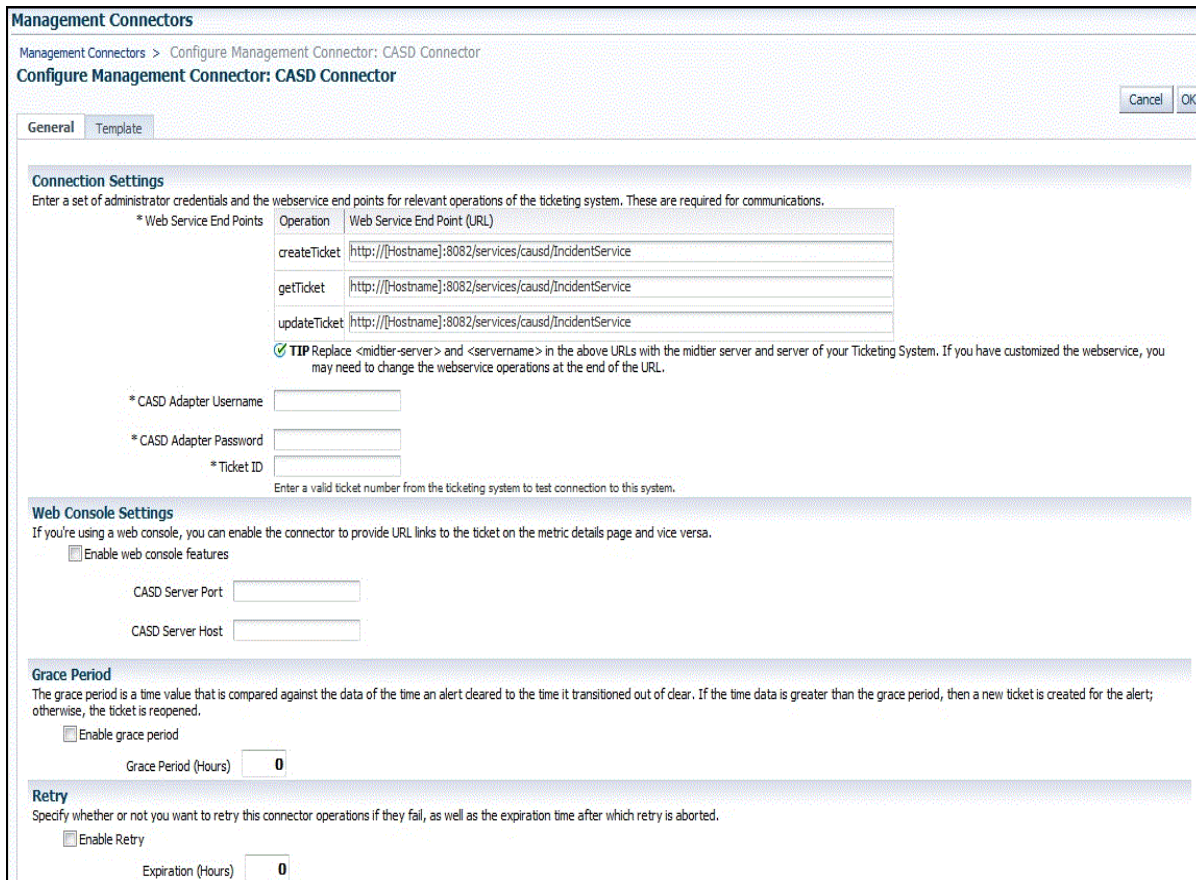 Management Connectors
Management Connectors > Configure Management Connector: CASD Connector
Configure Management Connector: CASD Connector
Cancel OK
General Template
Connection Settings
Enter a set of administrator credentials and the webservice end points for relevant operations of the ticketing system. These are required for communications.
* Web Service End Points Operation Web Service End Point (URL)
createTicket http://[Hostname]:8082/services/causd/IncidentService
getTicket http://[Hostname]:8082/services/causd/IncidentService
updateTicket http://[Hostname]:8082/services/causd/IncidentService
TIP Replace <midtier-server> and <servername> in the above URLs with the midtier server and server of your Ticketing System. If you have customized the webservice, you
may need to change the webservice operations at the end of the URL.
* CASD Adapter Username
* CASD Adapter Password
* Ticket ID
Enter a valid ticket number from the ticketing system to test connection to this system.
Web Console Settings
If you're using a web console, you can enable the connector to provide URL links to the ticket on the metric details page and vice versa.
Enable web console features
CASD Server Port
CASD Server Host
Grace Period
The grace period is a time value that is compared against the data of the time an alert cleared to the time it transitioned out of clear. If the time data is greater than the grace period, then a new ticket is created for the alert;
otherwise, the ticket is reopened.
Enable grace period
Grace Period (Hours) 0
Retry
Specify whether or not you want to retry this connector operations if they fail, as well as the expiration time after which retry is aborted.
Enable Retry
Expiration (Hours) 0